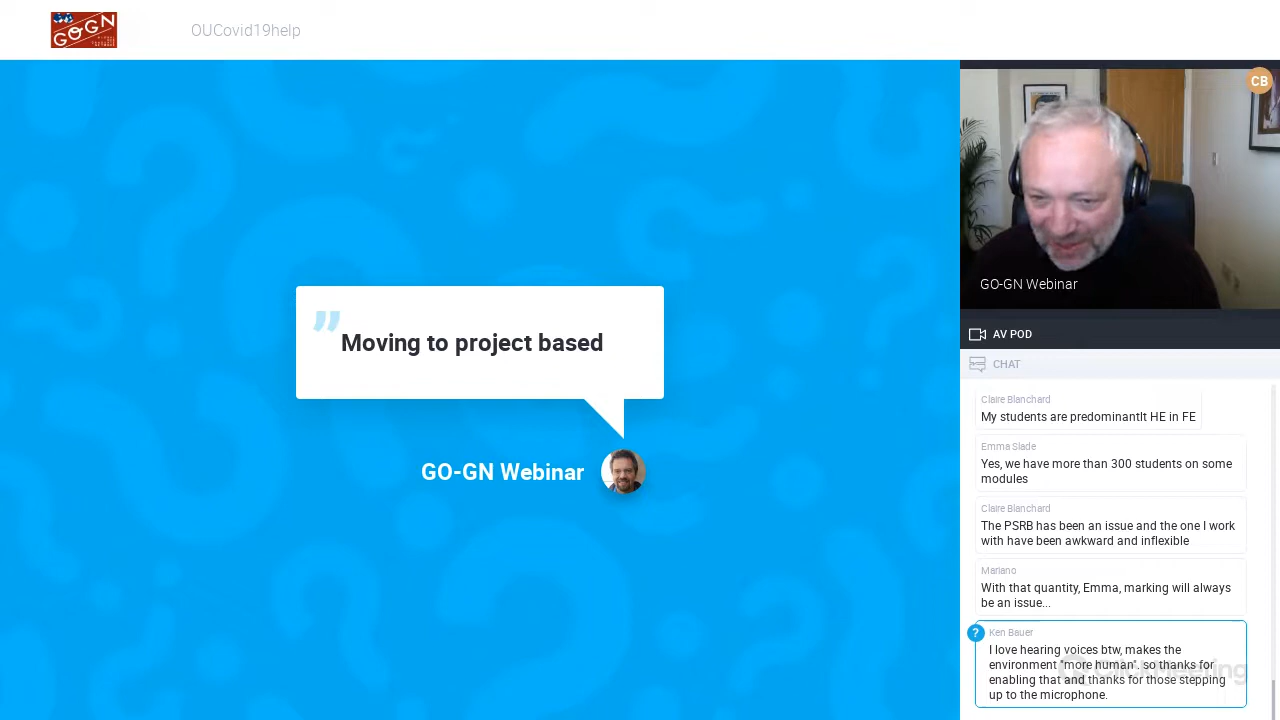 GO-GN
OUCovid19help
CB
GO-GN Webinar
AV POD
CHAT
"Moving to project based
GO-GN Webinar
Claire Blanchard
My students are predominantlt HE in FE
Emma Slade
Yes, we have more than 300 students on some
modules
Claire Blanchard
The PSRB has been an issue and the one I work
with have been awkward and inflexible
Mariano
With that quantity, Emma, marking will always
be an issue...
?
Ken Bauer
I love hearing voices btw, makes the
environment "more human". so thanks for
enabling that and thanks for those stepping
up to the microphone.
ClickMeeting